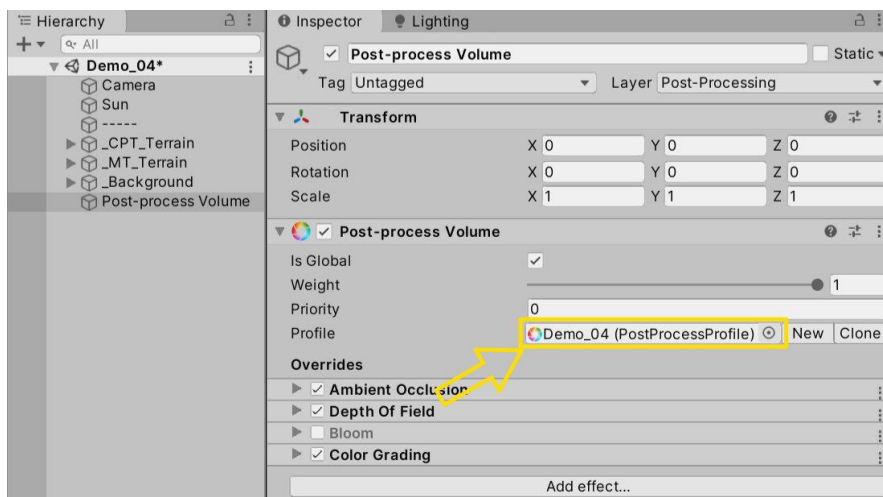 Hierarchy
All
Demo_04*
Camera
Sun
-----
_CPT_Terrain
_MT_Terrain
_Background
Post-process Volume
Inspector Lighting
Post-process Volume Static
Tag Untagged Layer Post-Processing
Transform
Position X 0 Y 0 Z 0
Rotation X 0 Y 0 Z 0
Scale X 1 Y 1 Z 1
Post-process Volume
Is Global
Weight 1
Priority 0
Profile Demo_04 (PostProcessProfile) New Clone
Overrides
Ambient Occlusion
Depth Of Field
Bloom
Color Grading
Add effect...